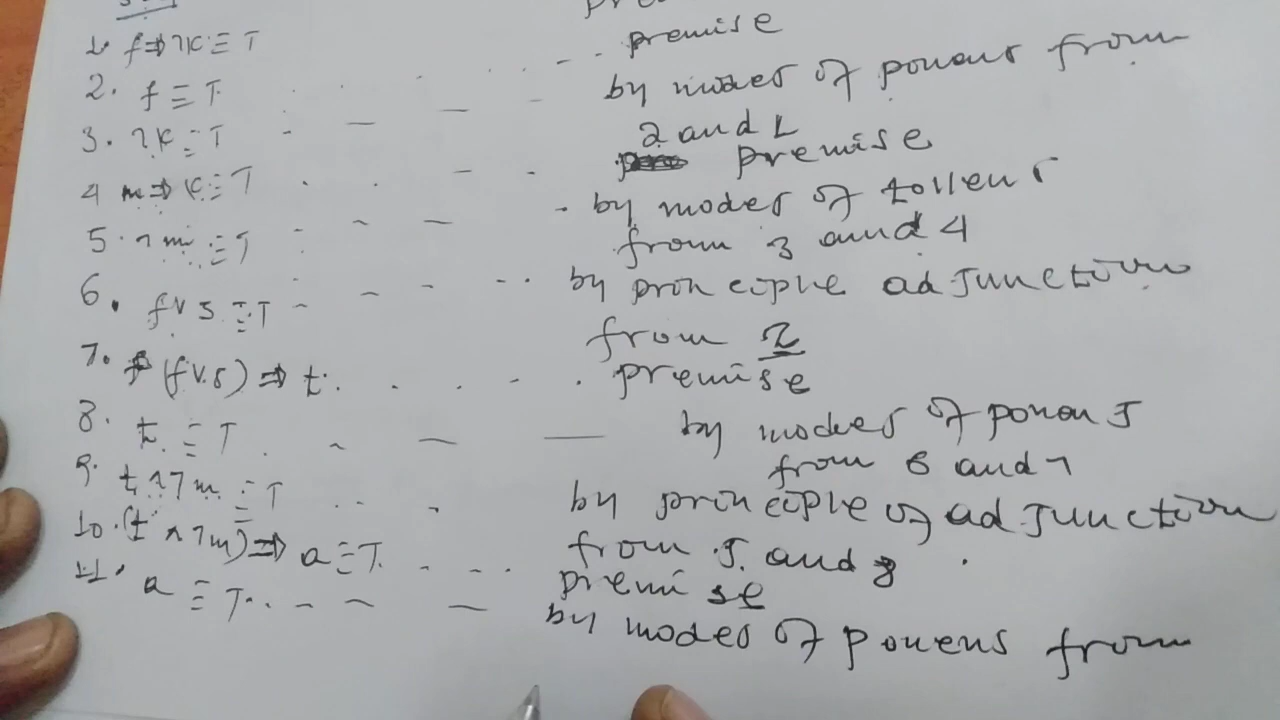 1. f⇒¬k≡T
premise
2. f≡T
by modes of ponons from
2 and 1
3. ¬k≡T
premise
4 m⇒k≡T
by modes of tollens
from 3 and 4
5. ¬m≡T
6. f∨s≡T
by principle adjunction
from 2
7. (f∨s)⇒t
premise
8. t≡T
by modes of ponons
from 6 and 7
9. t∧¬m≡T
by principle of adjunction
from 5 and 8
10. (t∧¬m)⇒a≡T
premise
11. a≡T
by modes of ponens from